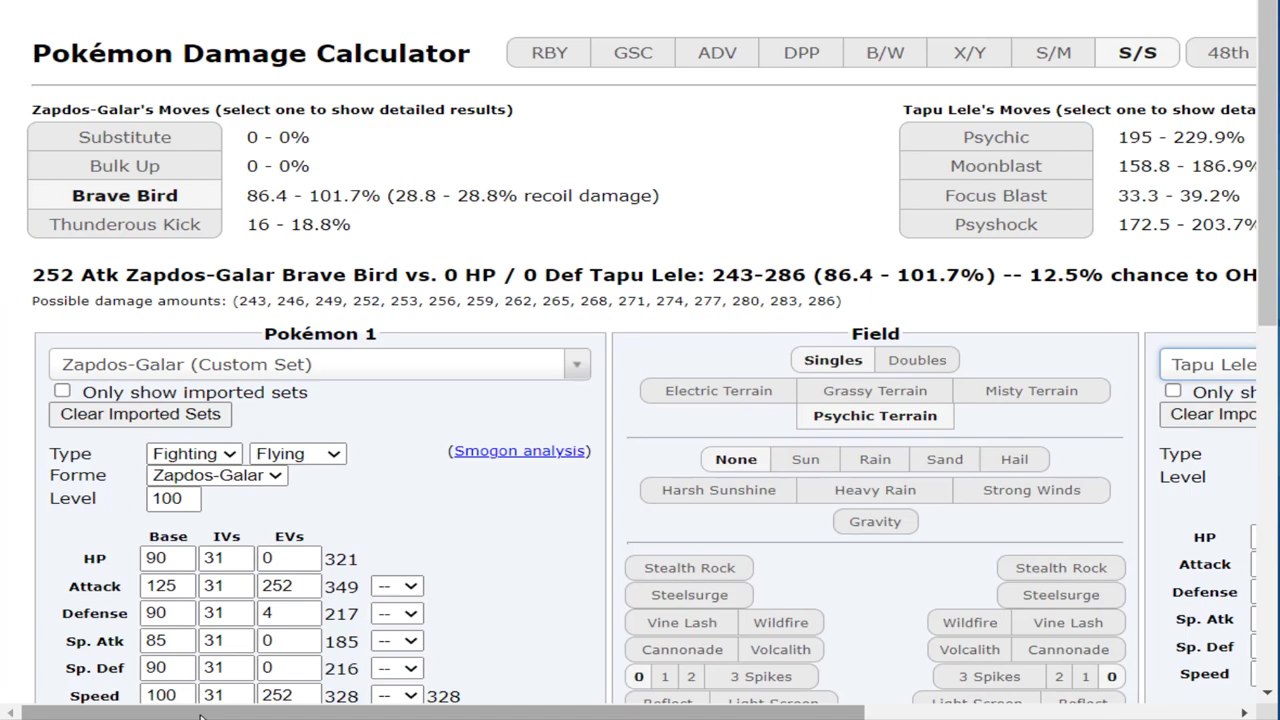 Pokémon Damage Calculator RBY GSC ADV DPP B/W X/Y S/M S/S 48th
Zapdos-Galar's Moves (select one to show detailed results) Tapu Lele's Moves (select one to show deta
Substitute 0 - 0% Psychic 195 - 229.9%
Bulk Up 0 - 0% Moonblast 158.8 - 186.9%
Brave Bird 86.4 - 101.7% (28.8 - 28.8% recoil damage) Focus Blast 33.3 - 39.2%
Thunderous Kick 16 - 18.8% Psyshock 172.5 - 203.7%
252 Atk Zapdos-Galar Brave Bird vs. 0 HP / 0 Def Tapu Lele: 243-286 (86.4 - 101.7%) -- 12.5% chance to OH
Possible damage amounts: (243, 246, 249, 252, 253, 256, 259, 262, 265, 268, 271, 274, 277, 280, 283, 286)
Pokémon 1
Zapdos-Galar (Custom Set)
Only show imported sets
Clear Imported Sets
Type Fighting Flying (Smogon analysis)
Forme Zapdos-Galar
Level 100
Base IVs EVs
HP 90 31 0 321
Attack 125 31 252 349 --
Defense 90 31 4 217 --
Sp. Atk 85 31 0 185 --
Sp. Def 90 31 0 216 --
Speed 100 31 252 328 -- 328
Field
Singles Doubles
Electric Terrain Grassy Terrain Misty Terrain
Psychic Terrain
None Sun Rain Sand Hail
Harsh Sunshine Heavy Rain Strong Winds
Gravity
Stealth Rock Stealth Rock
Steelsurge Steelsurge
Vine Lash Wildfire Wildfire Vine Lash
Cannonade Volcalith Volcalith Cannonade
0 1 2 3 Spikes 3 Spikes 2 1 0
Reflect Light Screen Light Screen Reflect
Tapu Lele
Only sh
Clear Impo
Type
Level
HP
Attack
Defense
Sp. Atk
Sp. Def
Speed